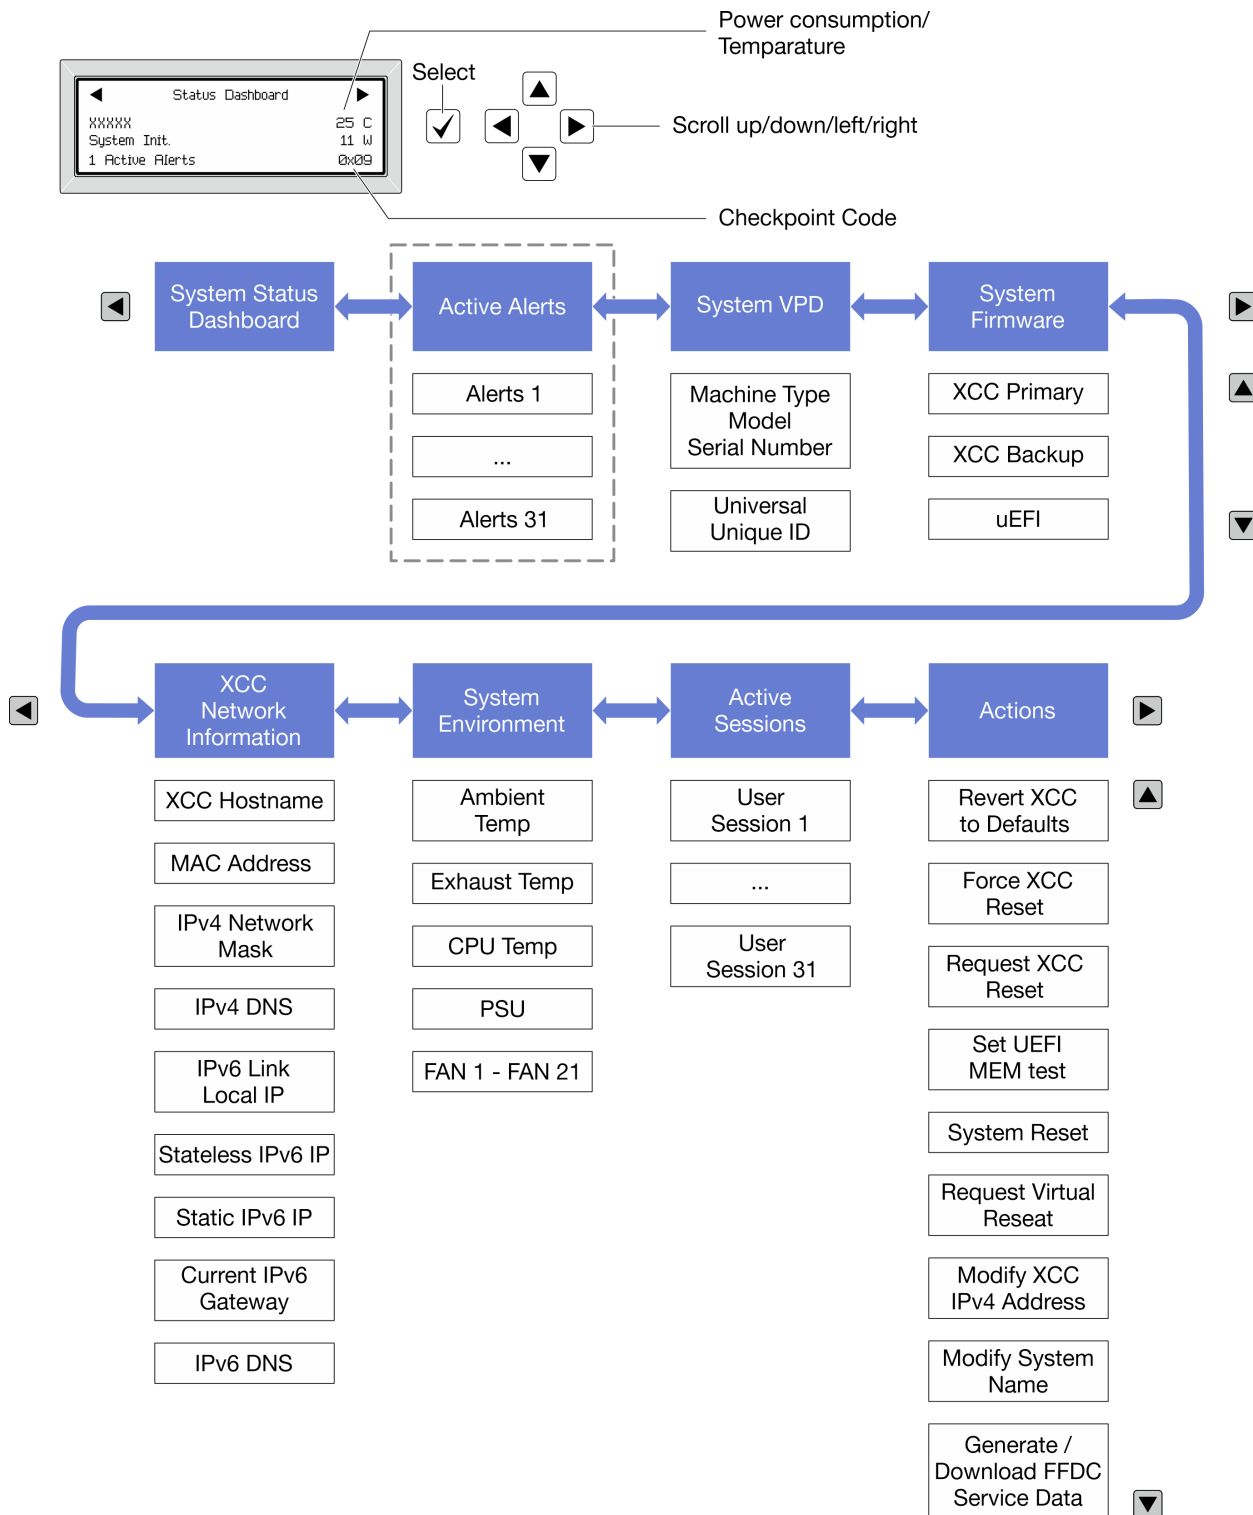 Power consumption/
Temparature
Select
Status Dashboard
XXXXX 25 C
System Init. 11 W
1 Active Alerts 0x09
Scroll up/down/left/right
Checkpoint Code
System Status
Dashboard
Active Alerts
Alerts 1
...
Alerts 31
System VPD
Machine Type
Model
Serial Number
Universal
Unique ID
System
Firmware
XCC Primary
XCC Backup
uEFI
XCC
Network
Information
XCC Hostname
MAC Address
IPv4 Network
Mask
IPv4 DNS
IPv6 Link
Local IP
Stateless IPv6 IP
Static IPv6 IP
Current IPv6
Gateway
IPv6 DNS
System
Environment
Ambient
Temp
Exhaust Temp
CPU Temp
PSU
FAN 1 - FAN 21
Active
Sessions
User
Session 1
...
User
Session 31
Actions
Revert XCC
to Defaults
Force XCC
Reset
Request XCC
Reset
Set UEFI
MEM test
System Reset
Request Virtual
Reseat
Modify XCC
IPv4 Address
Modify System
Name
Generate /
Download FFDC
Service Data